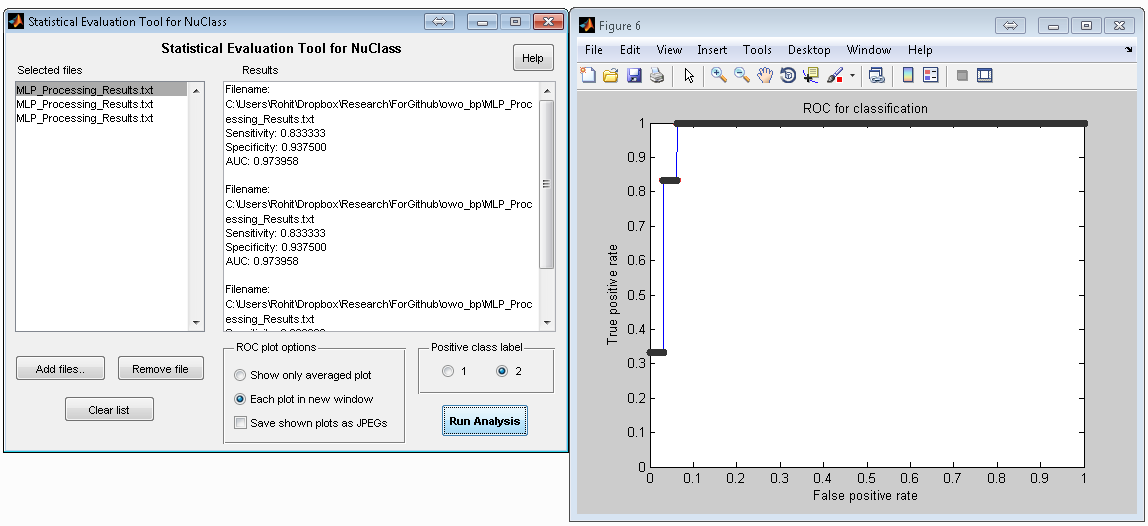 Statistical Evaluation Tool for NuClass
Statistical Evaluation Tool for NuClass
Help
Selected files
Results
MLP_Processing_Results.txt
MLP_Processing_Results.txt
MLP_Processing_Results.txt
Filename:
C:\Users\Rohit\Dropbox\Research\ForGithub\owo_bp\MLP_Proc
essing_Results.txt
Sensitivity: 0.833333
Specificity: 0.937500
AUC: 0.973958
Filename:
C:\Users\Rohit\Dropbox\Research\ForGithub\owo_bp\MLP_Proc
essing_Results.txt
Sensitivity: 0.833333
Specificity: 0.937500
AUC: 0.973958
Filename:
C:\Users\Rohit\Dropbox\Research\ForGithub\owo_bp\MLP_Proc
essing_Results.txt
Add files..
Remove file
Clear list
ROC plot options
Show only averaged plot
Each plot in new window
Save shown plots as JPEGs
Positive class label
1
2
Run Analysis
Figure 6
File Edit View Insert Tools Desktop Window Help
ROC for classification
1
0.9
0.8
0.7
0.6
0.5
0.4
0.3
0.2
0.1
0
True positive rate
0 0.1 0.2 0.3 0.4 0.5 0.6 0.7 0.8 0.9 1
False positive rate